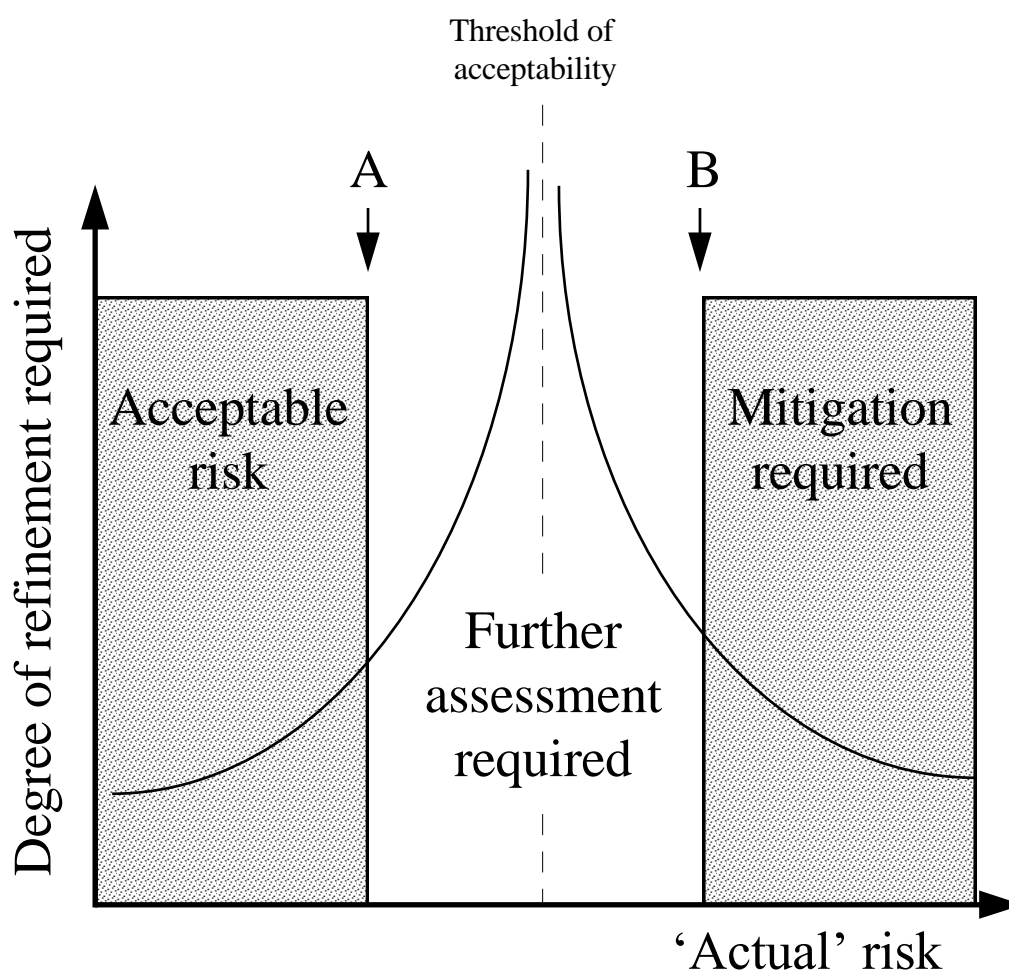 Threshold of
acceptability
A
B
Degree of refinement required
Acceptable
risk
Mitigation
required
Further
assessment
required
‘Actual’ risk